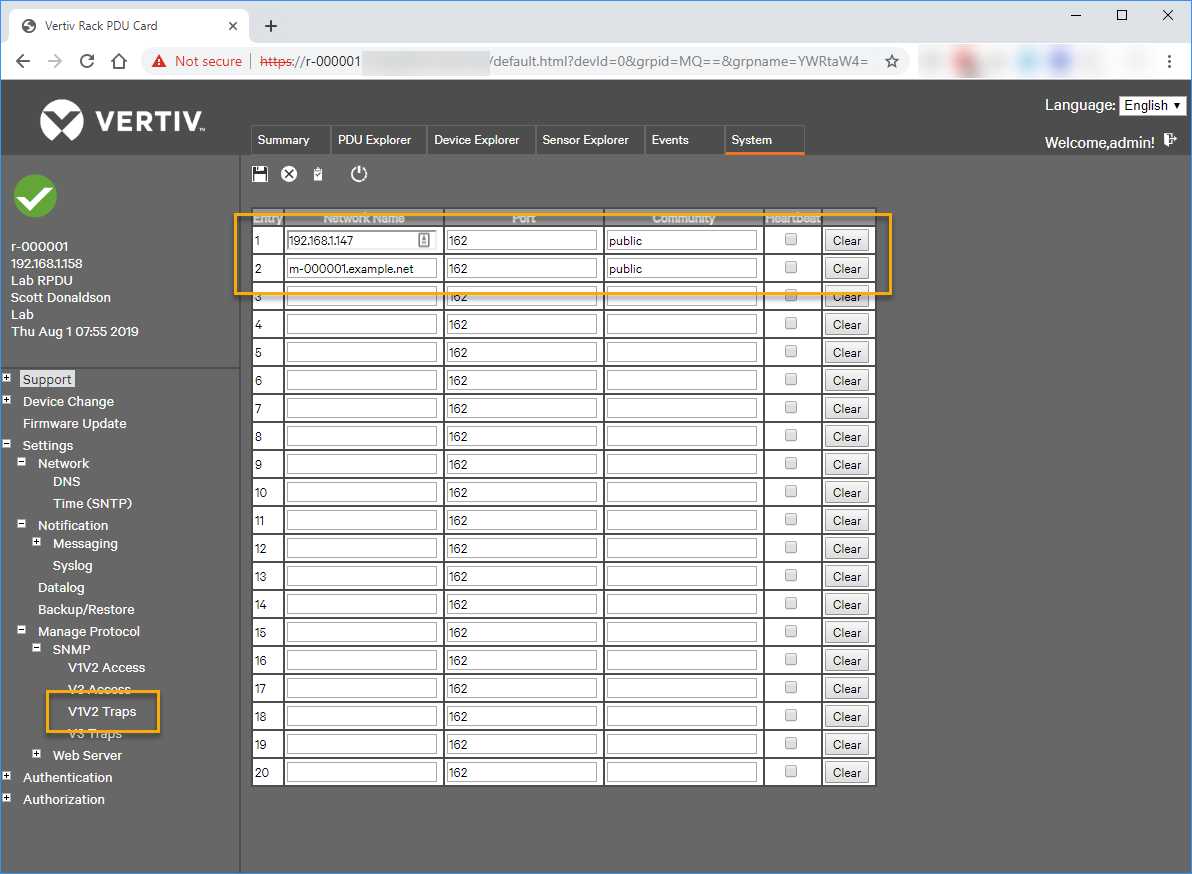 Vertiv Rack PDU Card
Not secure https://r-000001 /default.html?devId=0&grpid=MQ==&grpname=YWRtaW4=
VERTIV™
Language: English
Welcome,admin!
Summary PDU Explorer Device Explorer Sensor Explorer Events System
r-000001
192.168.1.158
Lab RPDU
Scott Donaldson
Lab
Thu Aug 1 07:55 2019
Support
Device Change
Firmware Update
Settings
Network
DNS
Time (SNTP)
Notification
Messaging
Syslog
Datalog
Backup/Restore
Manage Protocol
SNMP
V1V2 Access
V3 Access
V1V2 Traps
V3 Traps
Web Server
Authentication
Authorization
Entry Network Name Port Community Heartbeat
1 192.168.1.147 162 public Clear
2 m-000001.example.net 162 public Clear
3 162 Clear
4 162 Clear
5 162 Clear
6 162 Clear
7 162 Clear
8 162 Clear
9 162 Clear
10 162 Clear
11 162 Clear
12 162 Clear
13 162 Clear
14 162 Clear
15 162 Clear
16 162 Clear
17 162 Clear
18 162 Clear
19 162 Clear
20 162 Clear